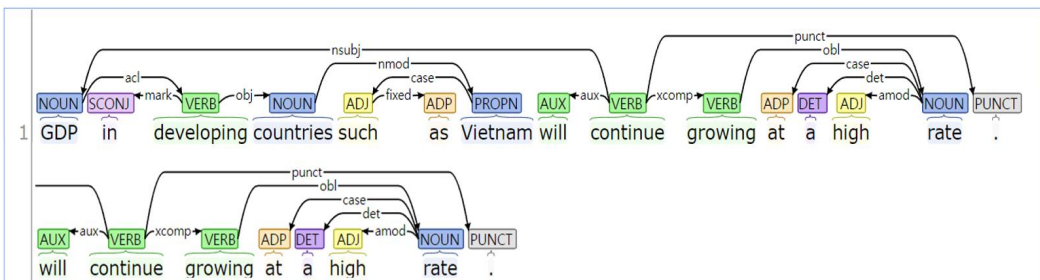 nsubj punct
nmod obl
acl case case
det
NOUN SCONJ mark VERB obj NOUN ADJ fixed ADP PROPN AUX aux VERB xcomp VERB ADP DET ADJ amod NOUN PUNCT
1 GDP in developing countries such as Vietnam will continue growing at a high rate .
punct
obl
case
det
AUX aux VERB xcomp VERB ADP DET ADJ amod NOUN PUNCT
will continue growing at a high rate .